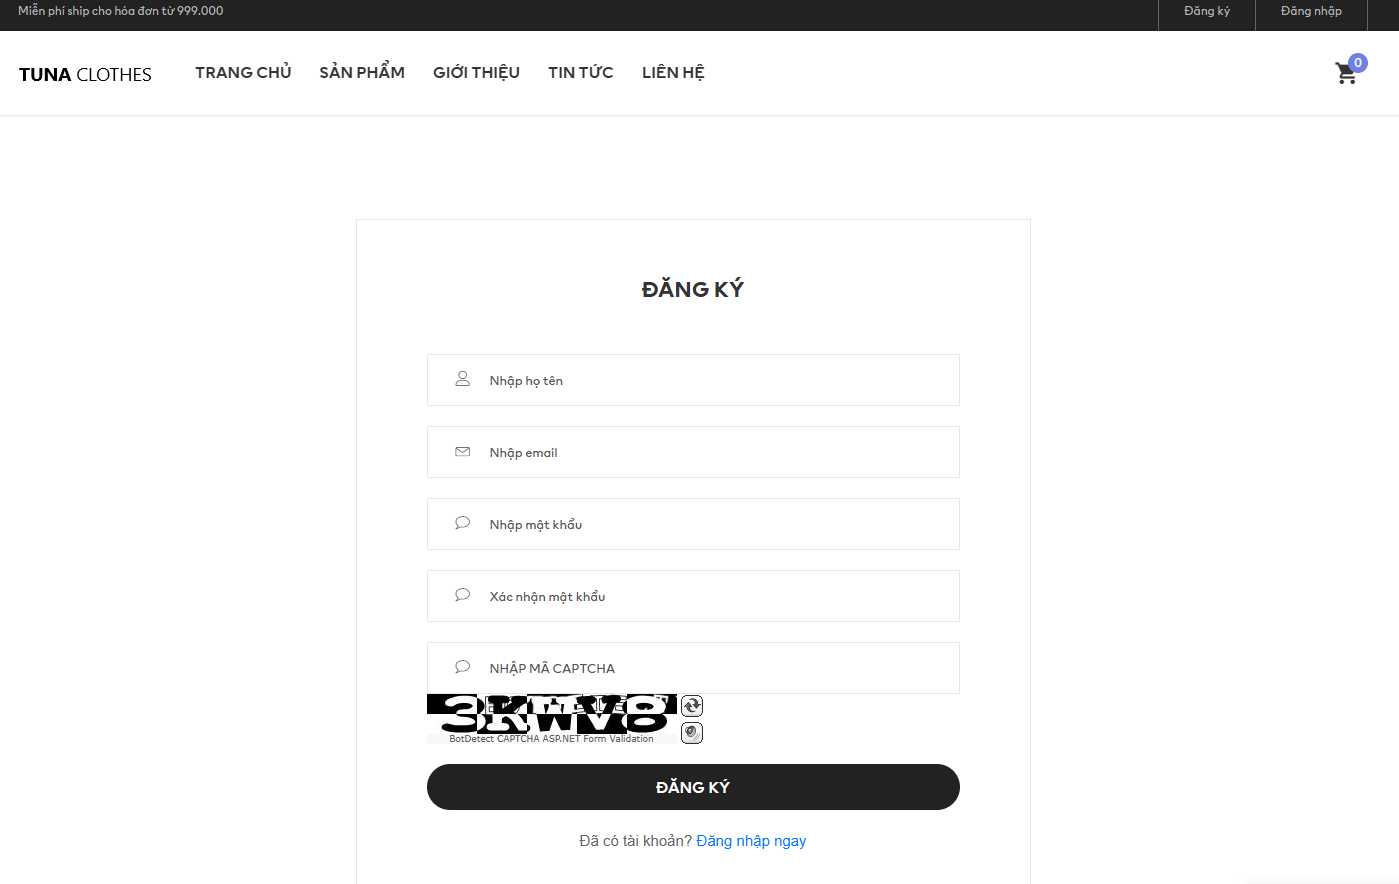 Miễn phí ship cho hóa đơn từ 999.000
Đăng ký
Đăng nhập
TUNA CLOTHES
TRANG CHỦ
SẢN PHẨM
GIỚI THIỆU
TIN TỨC
LIÊN HỆ
0
ĐĂNG KÝ
Nhập họ tên
Nhập email
Nhập mật khẩu
Xác nhận mật khẩu
NHẬP MÃ CAPTCHA
BotDetect CAPTCHA ASP.NET Form Validation
ĐĂNG KÝ
Đã có tài khoản? Đăng nhập ngay